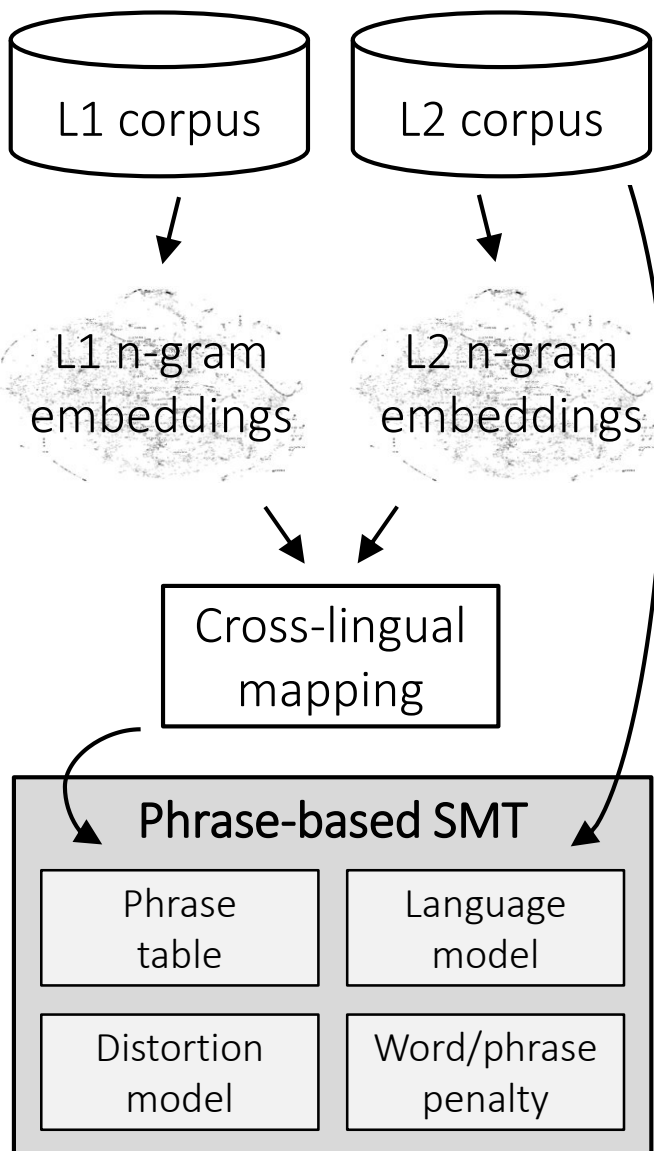 L1 corpus
L2 corpus
L1 n-gram
embeddings
L2 n-gram
embeddings
Cross-lingual
mapping
Phrase-based SMT
Phrase
table
Language
model
Distortion
model
Word/phrase
penalty